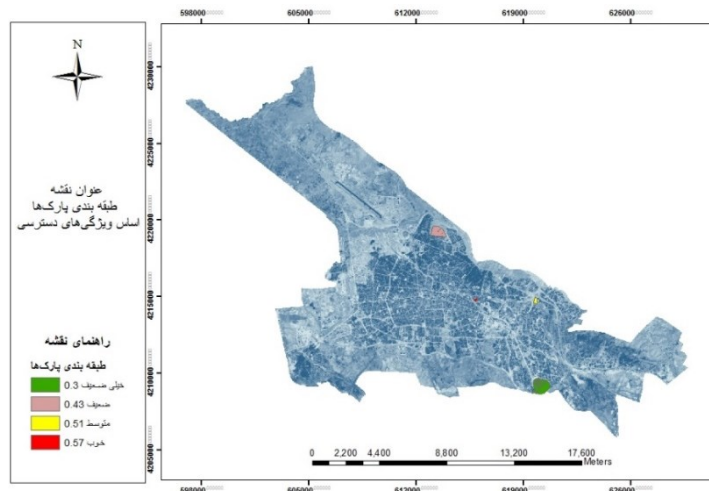 598000 605000 612000 619000 626000
N
4230000
4225000
4220000
4215000
4210000
4205000
عنوان نقشه
طبقه بندی پارک‌ها
اساس ویژگی‌های دسترسی
راهنمای نقشه
طبقه بندی پارک‌ها
خیلی ضعیف 0.3
ضعیف 0.43
متوسط 0.51
خوب 0.57
0 2,200 4,400 8,800 13,200 17,600
Meters
598000 605000 612000 619000 626000